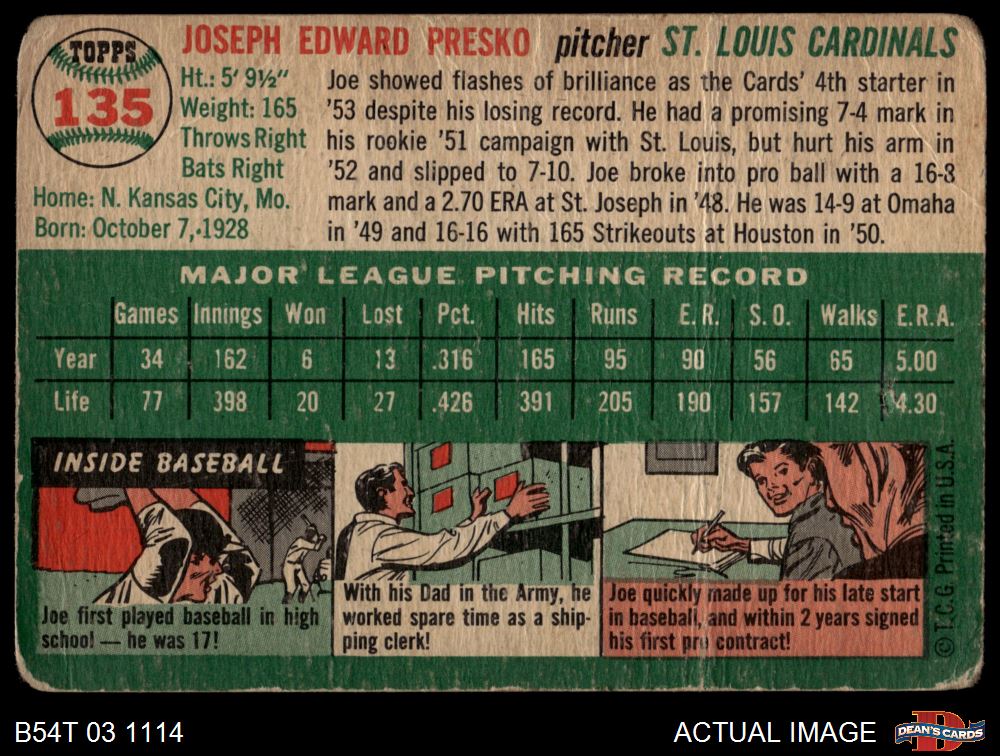 TOPPS
135
JOSEPH EDWARD PRESKO pitcher ST. LOUIS CARDINALS
Ht.: 5' 9½"
Weight: 165
Throws Right
Bats Right
Home: N. Kansas City, Mo.
Born: October 7, 1928
Joe showed flashes of brilliance as the Cards' 4th starter in
'53 despite his losing record. He had a promising 7-4 mark in
his rookie '51 campaign with St. Louis, but hurt his arm in
'52 and slipped to 7-10. Joe broke into pro ball with a 16-8
mark and a 2.70 ERA at St. Joseph in '48. He was 14-9 at Omaha
in '49 and 16-16 with 165 Strikeouts at Houston in '50.
MAJOR LEAGUE PITCHING RECORD
Games Innings Won Lost Pct. Hits Runs E. R. S. O. Walks E.R.A.
Year 34 162 6 13 .316 165 95 90 56 65 5.00
Life 77 398 20 27 .426 391 205 190 157 142 4.30
INSIDE BASEBALL
Joe first played baseball in high
school — he was 17!
With his Dad in the Army, he
worked spare time as a ship-
ping clerk!
Joe quickly made up for his late start
in baseball, and within 2 years signed
his first pro contract!
© T.C.G. Printed in U.S.A.
B54T 03 1114
ACTUAL IMAGE
DEAN'S CARDS